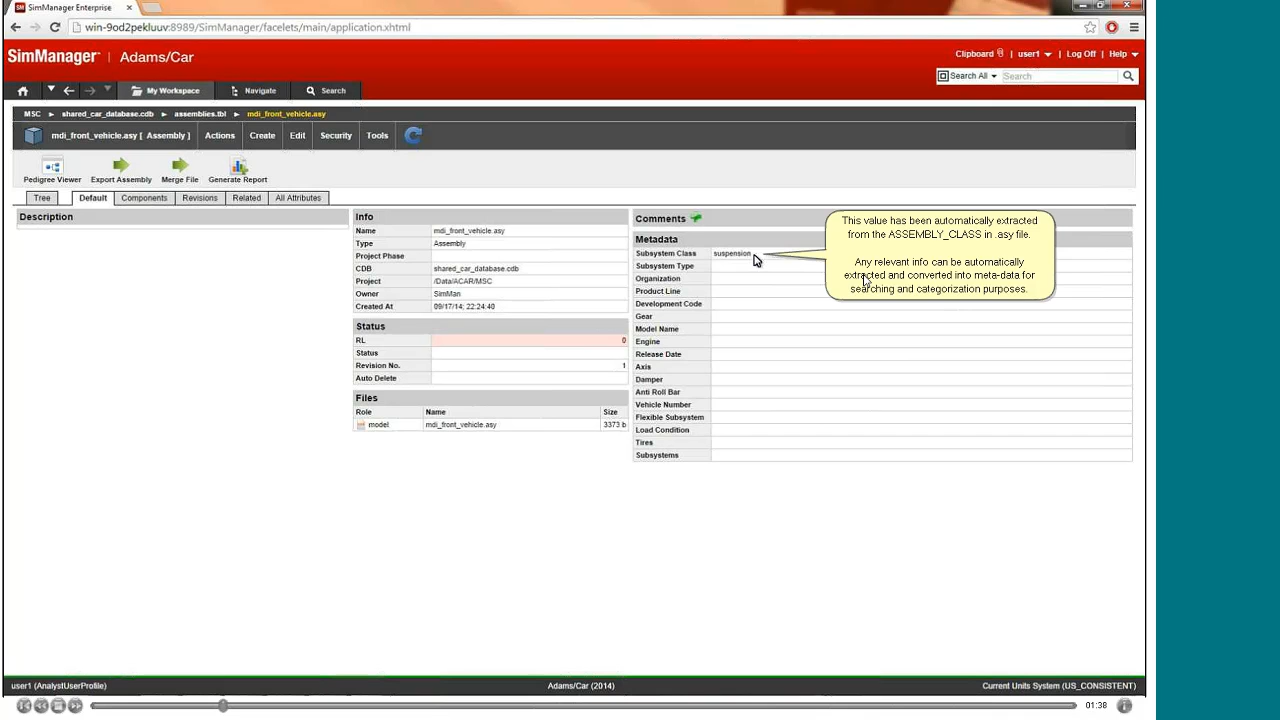 SimManager Enterprise
win-9od2pekluuv:8989/SimManager/facelets/main/application.xhtml
SimManager | Adams/Car
Clipboard | user1 | Log Off | Help
Search All Search
My Workspace Navigate Search
MSC shared_car_database.cdb assemblies.tbl mdi_front_vehicle.asy
mdi_front_vehicle.asy [ Assembly ] Actions Create Edit Security Tools
Pedigree Viewer Export Assembly Merge File Generate Report
Tree Default Components Revisions Related All Attributes
Description
Info
Name mdi_front_vehicle.asy
Type Assembly
Project Phase
CDB shared_car_database.cdb
Project /Data/ACAR/MSC
Owner SimMan
Created At 09/17/14; 22:24:40
Status
RL 0
Status
Revision No. 1
Auto Delete
Files
Role Name Size
model mdi_front_vehicle.asy 3373 b
Comments
Metadata
Subsystem Class suspension
Subsystem Type
Organization
Product Line
Development Code
Gear
Model Name
Engine
Release Date
Axis
Damper
Anti Roll Bar
Vehicle Number
Flexible Subsystem
Load Condition
Tires
Subsystems
This value has been automatically extracted
from the ASSEMBLY_CLASS in .asy file.
Any relevant info can be automatically
extracted and converted into meta-data for
searching and categorization purposes.
user1 (AnalystUserProfile) Adams/Car (2014) Current Units System (US_CONSISTENT)
01:38